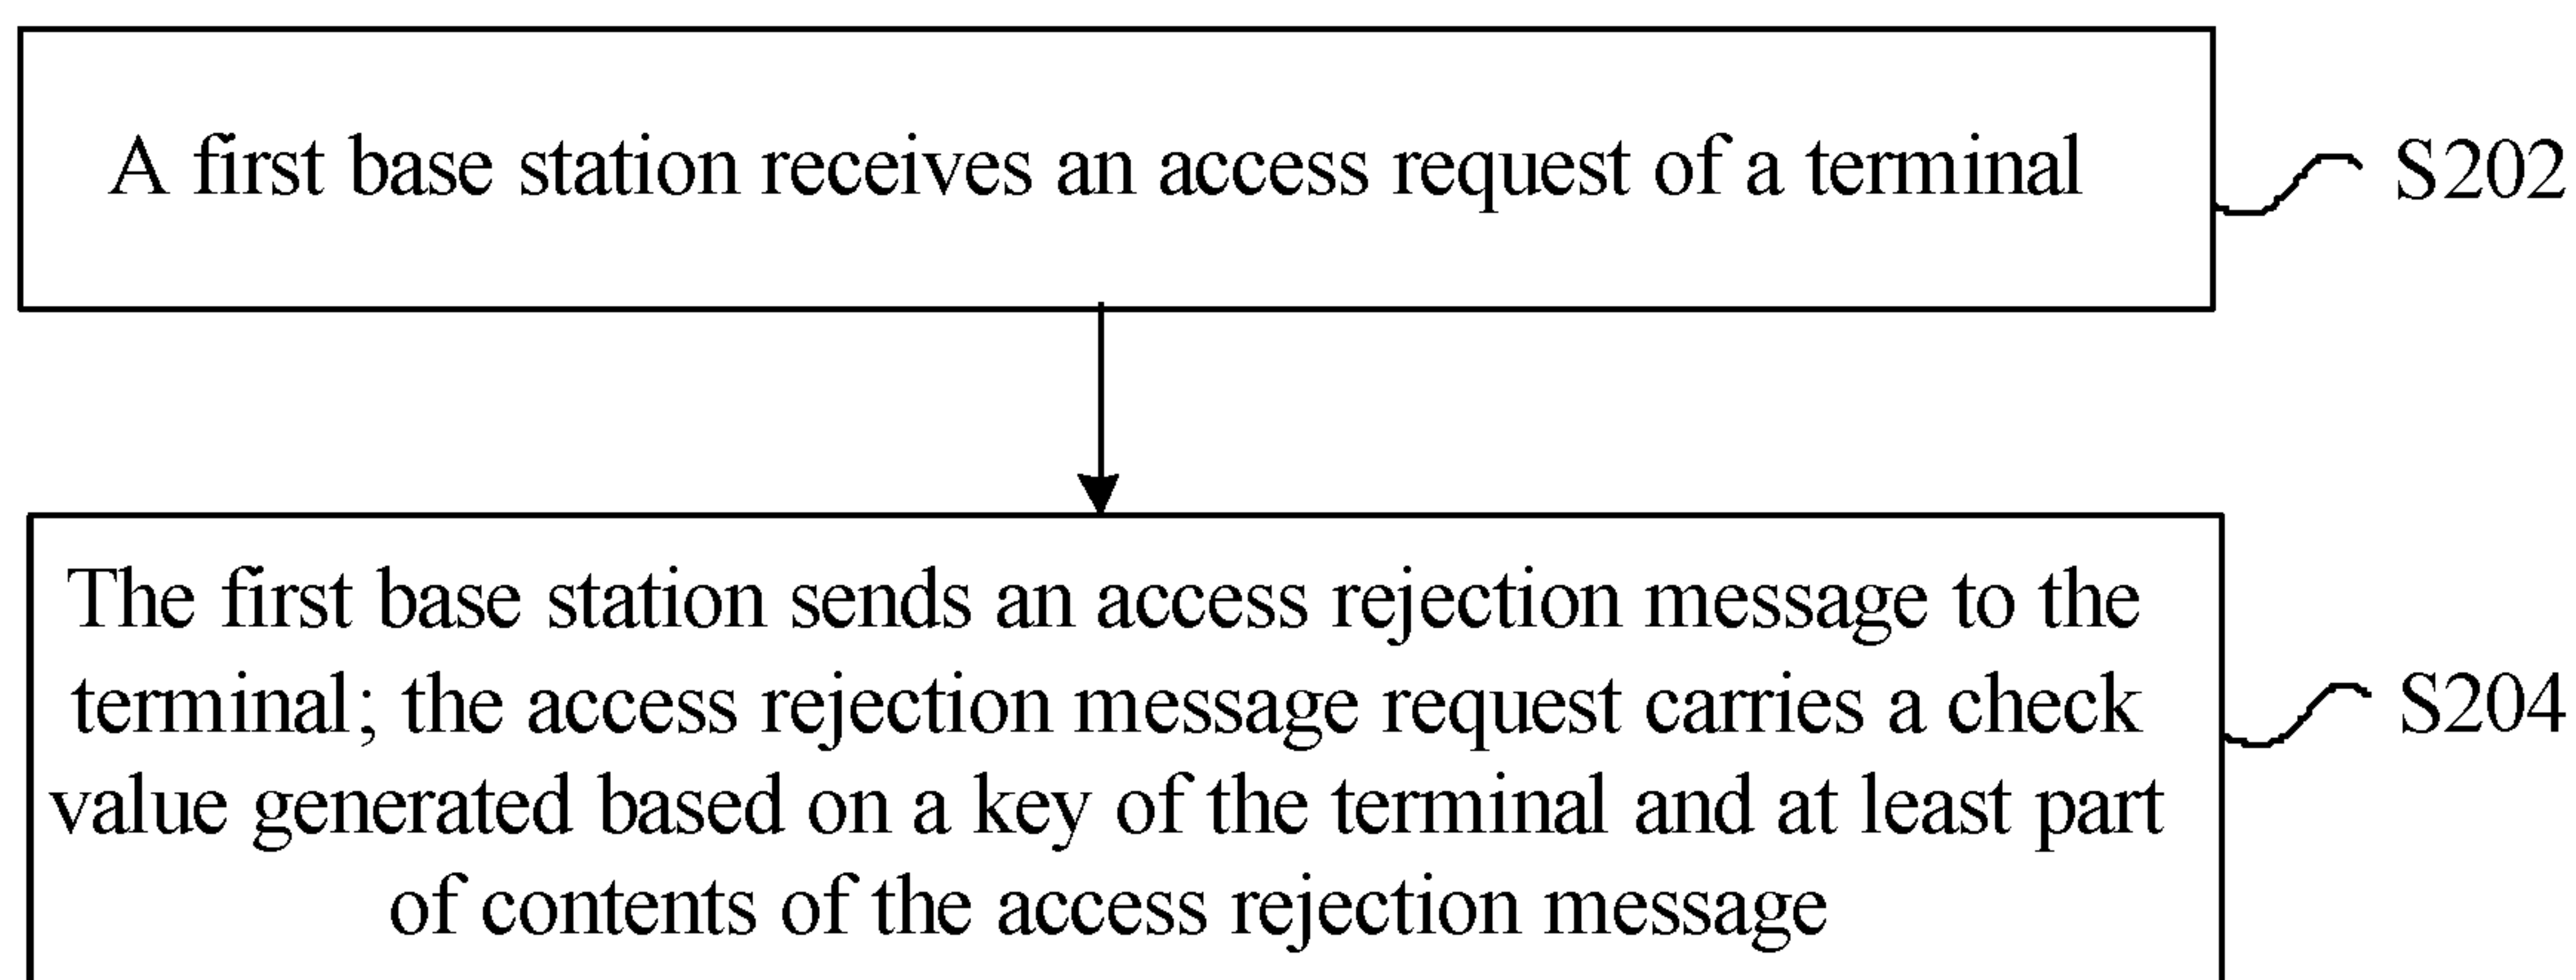 A first base station receives an access request of a terminal
S202
The first base station sends an access rejection message to the
terminal; the access rejection message request carries a check
value generated based on a key of the terminal and at least part
of contents of the access rejection message
S204